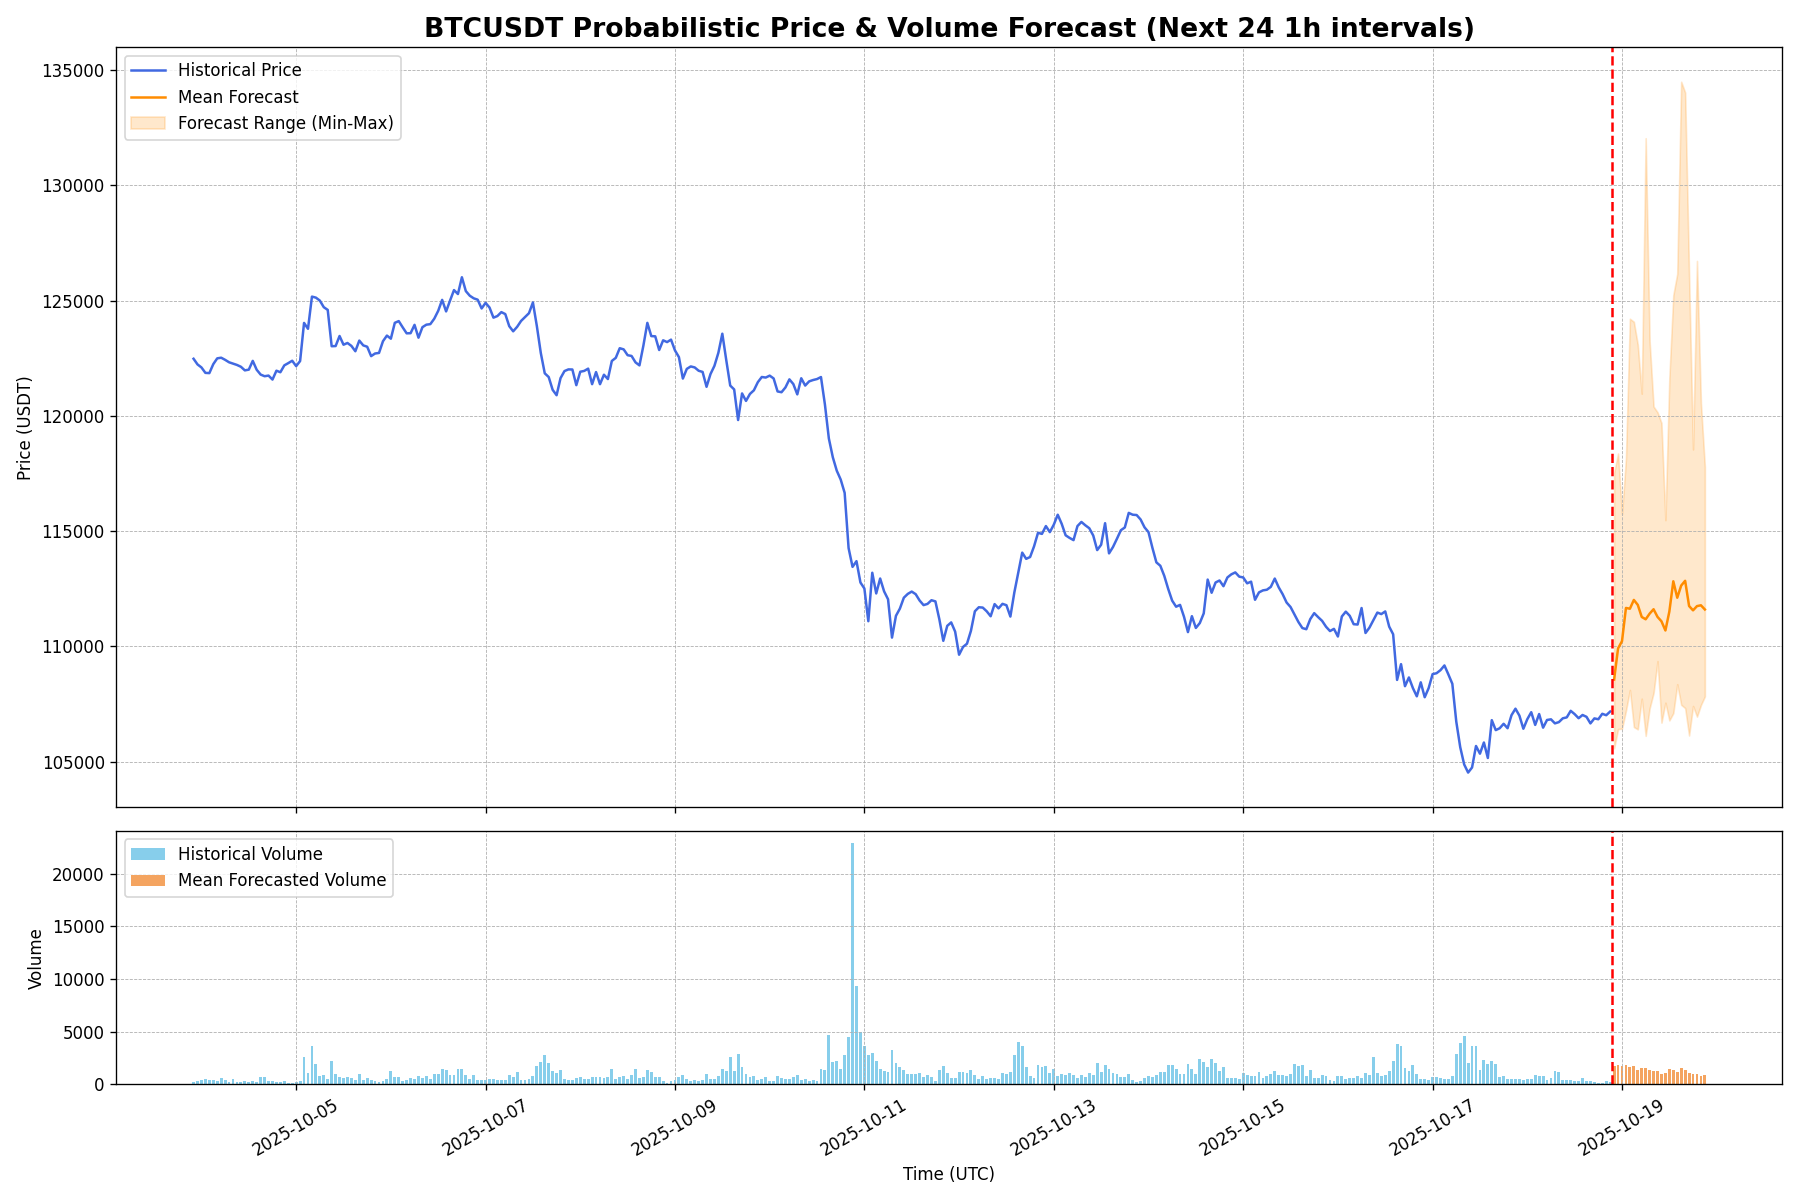 BTCUSDT Probabilistic Price & Volume Forecast (Next 24 1h intervals)
Historical Price
Mean Forecast
Forecast Range (Min-Max)
135000
130000
125000
120000
115000
110000
105000
Price (USDT)
Historical Volume
Mean Forecasted Volume
20000
15000
10000
5000
0
Volume
2025-10-05
2025-10-07
2025-10-09
2025-10-11
2025-10-13
2025-10-15
2025-10-17
2025-10-19
Time (UTC)